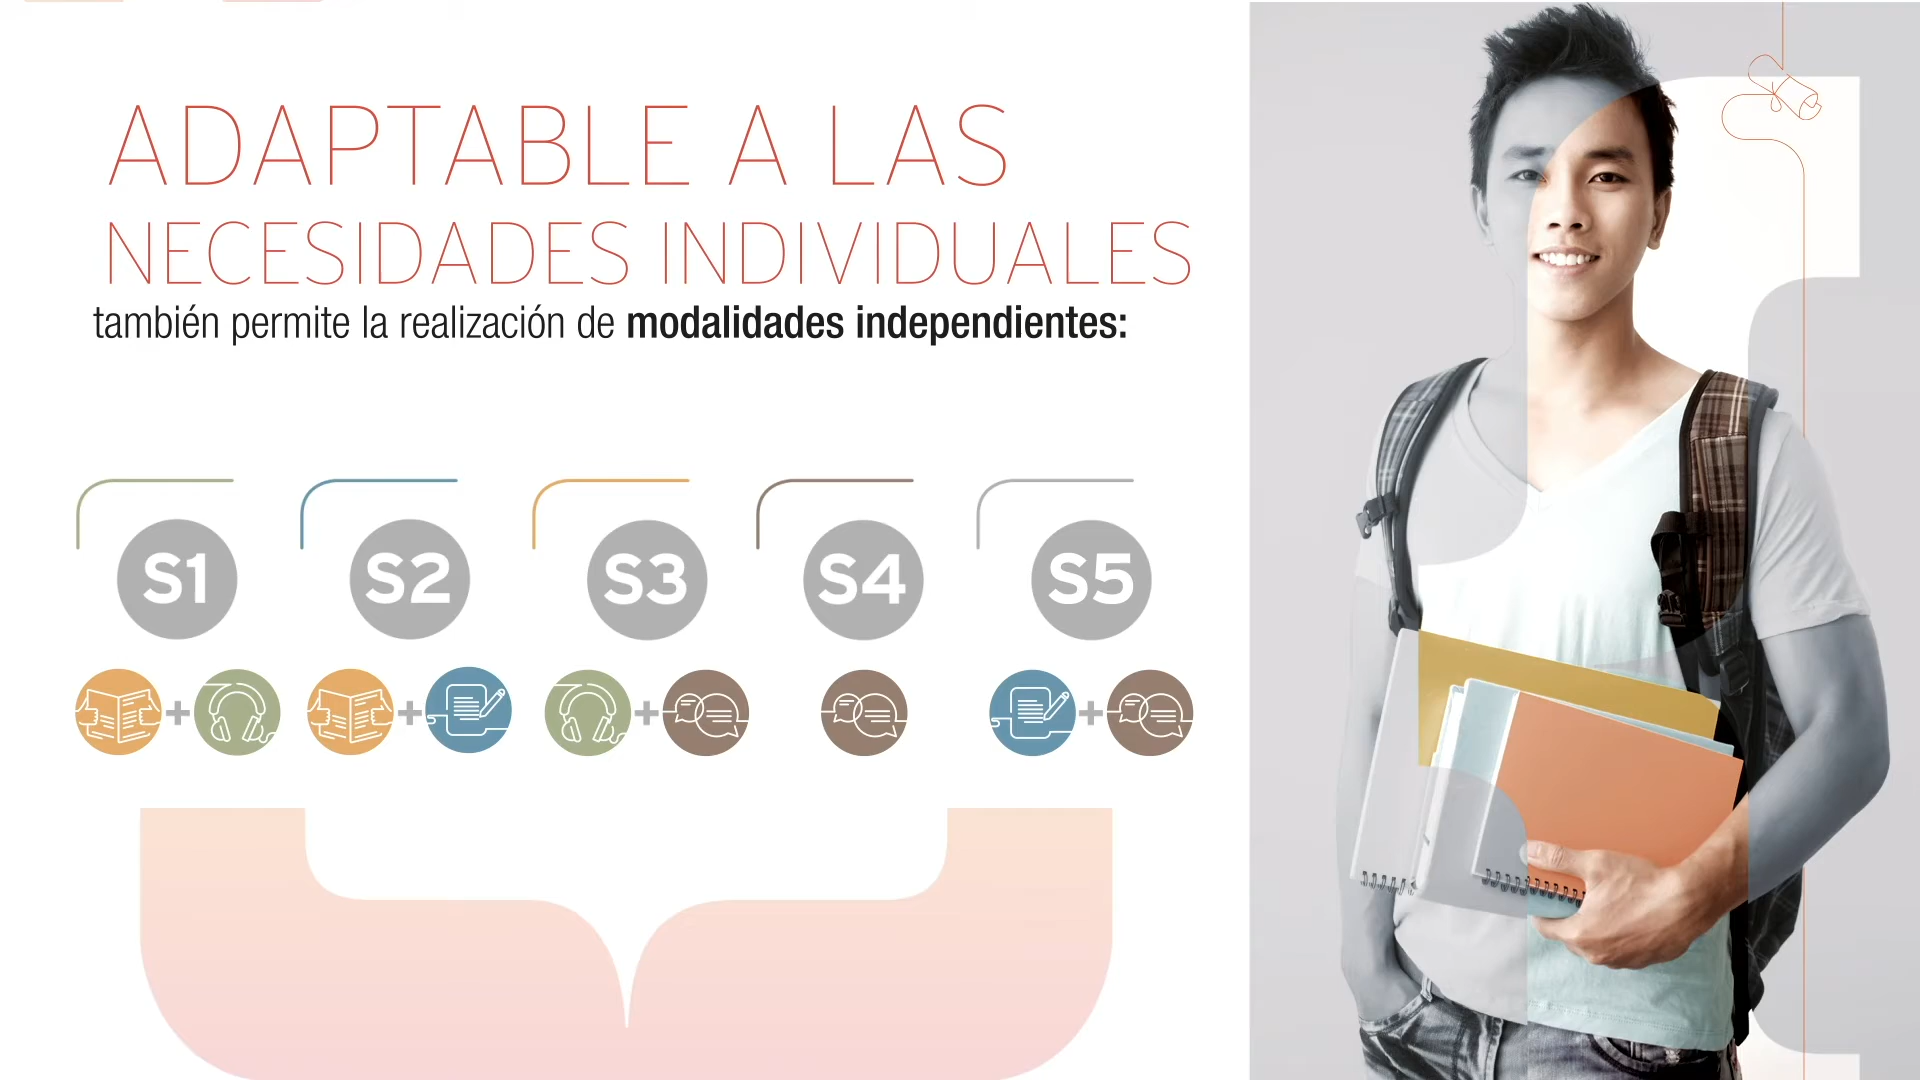 ADAPTABLE A LAS
NECESIDADES INDIVIDUALES
también permite la realización de modalidades independientes:
S1 S2 S3 S4 S5
+ + + +